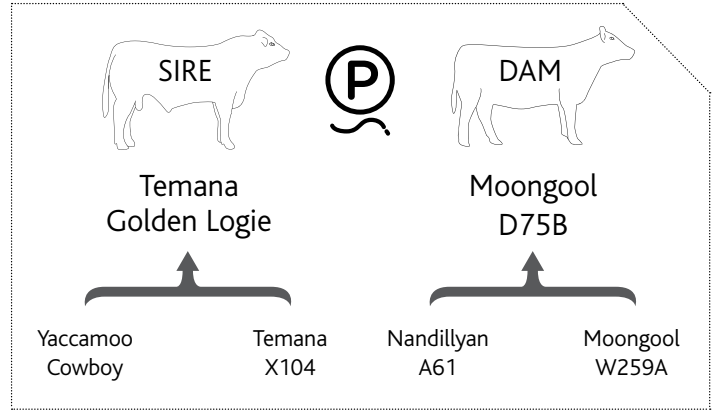 SIRE
P
DAM
Temana
Golden Logie
Moongool
D75B
Yaccamoo
Cowboy
Temana
X104
Nandillyan
A61
Moongool
W259A